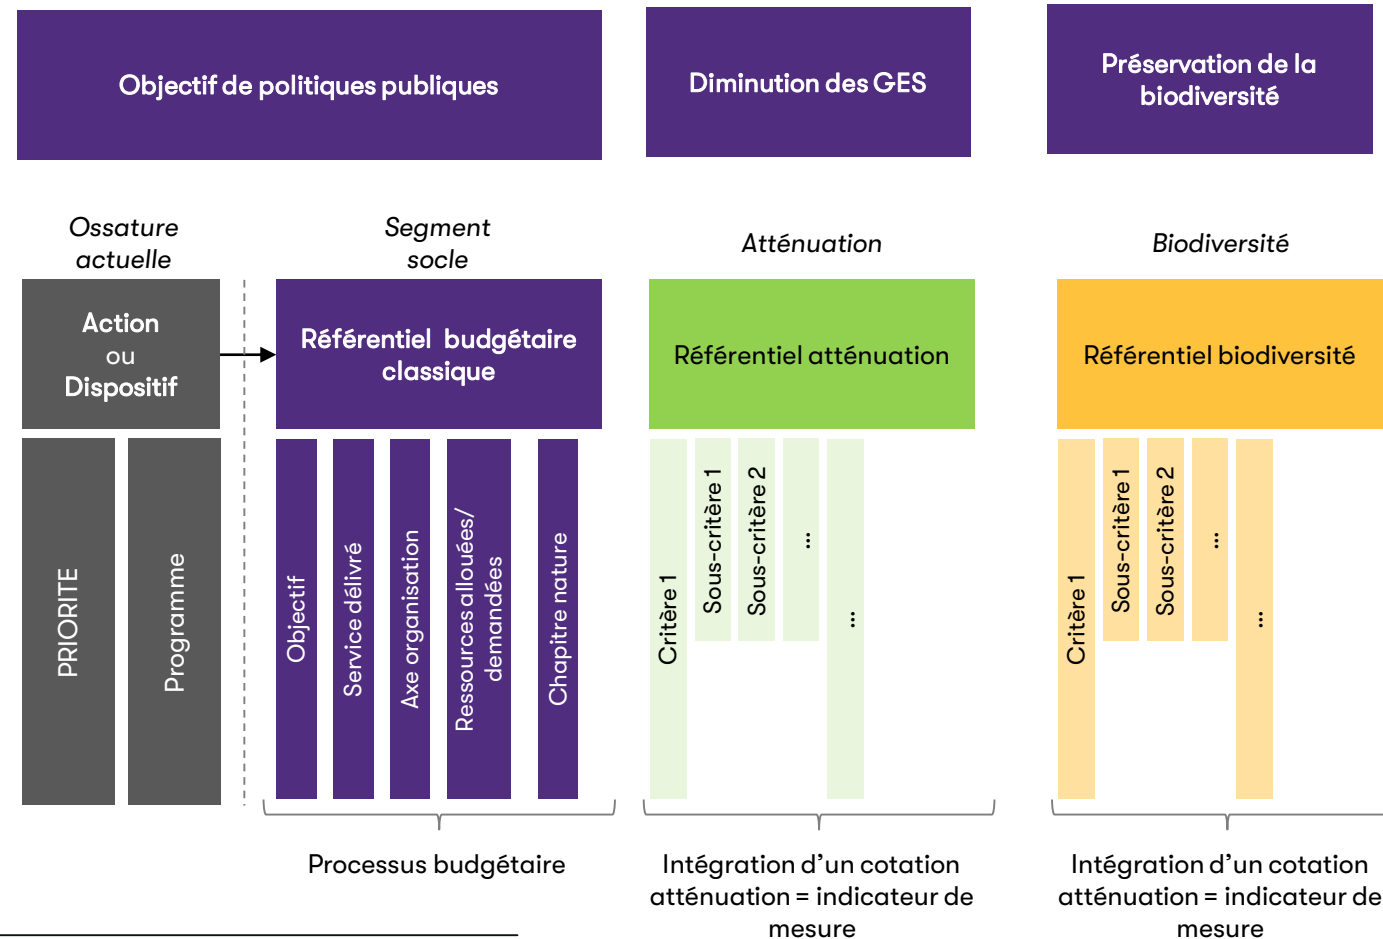 Objectif de politiques publiques
Diminution des GES
Préservation de la
biodiversité
Ossature
actuelle
Segment
socle
Atténuation
Biodiversité
Action
ou
Dispositif
Référentiel budgétaire
classique
Référentiel atténuation
Référentiel biodiversité
PRIORITE
Programme
Objectif
Service délivré
Axe organisation
Ressources allouées/
demandées
Chapitre nature
Critère 1
Sous-critère 1
Sous-critère 2
...
...
Critère 1
Sous-critère 1
Sous-critère 2
...
...
Processus budgétaire
Intégration d’un cotation
atténuation = indicateur de
mesure
Intégration d’un cotation
atténuation = indicateur de
mesure